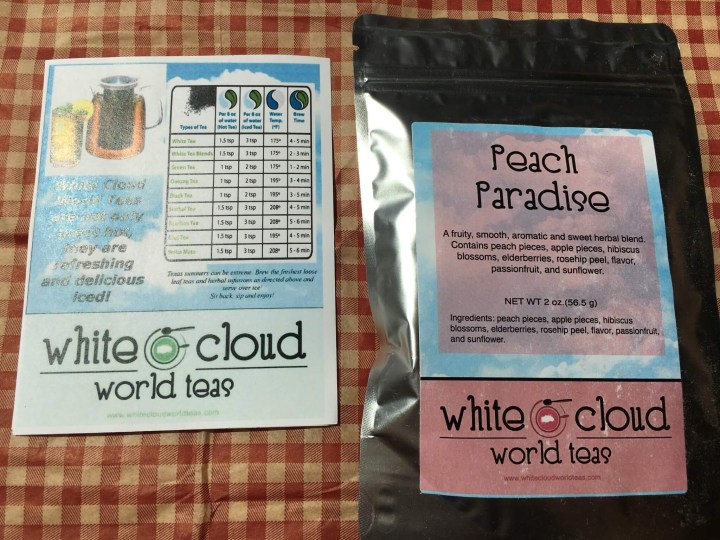 Types of Tea
Per 8 oz of water (Hot Tea)
Per 8 oz of water (Iced Tea)
Water Temp. (°F)
Brew Time
White Tea 1.5 tsp 3 tsp 175° 4 - 5 min
White Tea Blends 1.5 tsp 3 tsp 175° 2 - 3 min
Green Tea 1 tsp 2 tsp 175° 1 - 2 min
Oolong Tea 1 tsp 2 tsp 195° 3 - 4 min
Black Tea 1 tsp 2 tsp 195° 3 - 5 min
Herbal Tea 1.5 tsp 3 tsp 208° 4 - 5 min
1.5 tsp 3 tsp 208° 5 - 6 min
Chai Tea 1.5 tsp 3 tsp 195° 4 - 5 min
Yerba Mate 1.5 tsp 3 tsp 208° 5 - 6 min
White Cloud
World Teas
are not only
great hot,
they are
refreshing
and delicious
iced!
Texas summers can be extreme. Brew the freshest loose
leaf teas and herbal infusions as directed above and
serve over ice
Sit back, sip and enjoy!
white cloud
world teas
www.whitecloudworldteas.com
Peach
Paradise
A fruity, smooth, aromatic and sweet herbal blend.
Contains peach pieces, apple pieces, hibiscus
blossoms, elderberries, rosehip peel, flavor,
passionfruit, and sunflower.
NET WT 2 oz.(56.5 g)
Ingredients: peach pieces, apple pieces, hibiscus
blossoms, elderberries, rosehip peel, flavor, passionfruit,
and sunflower.
white cloud
world teas
www.whitecloudworldteas.com